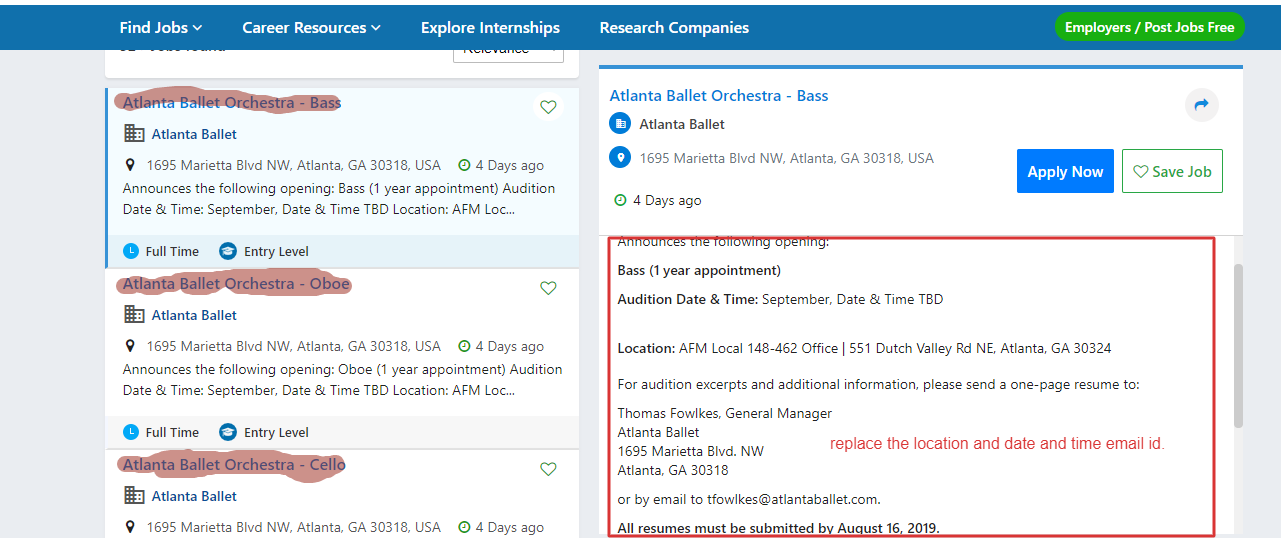 Find Jobs
Career Resources
Explore Internships
Research Companies
Employers / Post Jobs Free
Relevance
Atlanta Ballet Orchestra - Bass
Atlanta Ballet
1695 Marietta Blvd NW, Atlanta, GA 30318, USA
4 Days ago
Announces the following opening: Bass (1 year appointment) Audition
Date & Time: September, Date & Time TBD Location: AFM Loc...
Full Time
Entry Level
Atlanta Ballet Orchestra - Oboe
Atlanta Ballet
1695 Marietta Blvd NW, Atlanta, GA 30318, USA
4 Days ago
Announces the following opening: Oboe (1 year appointment) Audition
Date & Time: September, Date & Time TBD Location: AFM Loc...
Full Time
Entry Level
Atlanta Ballet Orchestra - Cello
Atlanta Ballet
1695 Marietta Blvd NW, Atlanta, GA 30318, USA
4 Days ago
Atlanta Ballet Orchestra - Bass
Atlanta Ballet
1695 Marietta Blvd NW, Atlanta, GA 30318, USA
4 Days ago
Apply Now
Save Job
Announces the following opening:
Bass (1 year appointment)
Audition Date & Time: September, Date & Time TBD
Location: AFM Local 148-462 Office | 551 Dutch Valley Rd NE, Atlanta, GA 30324
For audition excerpts and additional information, please send a one-page resume to:
Thomas Fowlkes, General Manager
Atlanta Ballet
1695 Marietta Blvd. NW
Atlanta, GA 30318
replace the location and date and time email id.
or by email to tfowlkes@atlantaballet.com.
All resumes must be submitted by August 16, 2019.